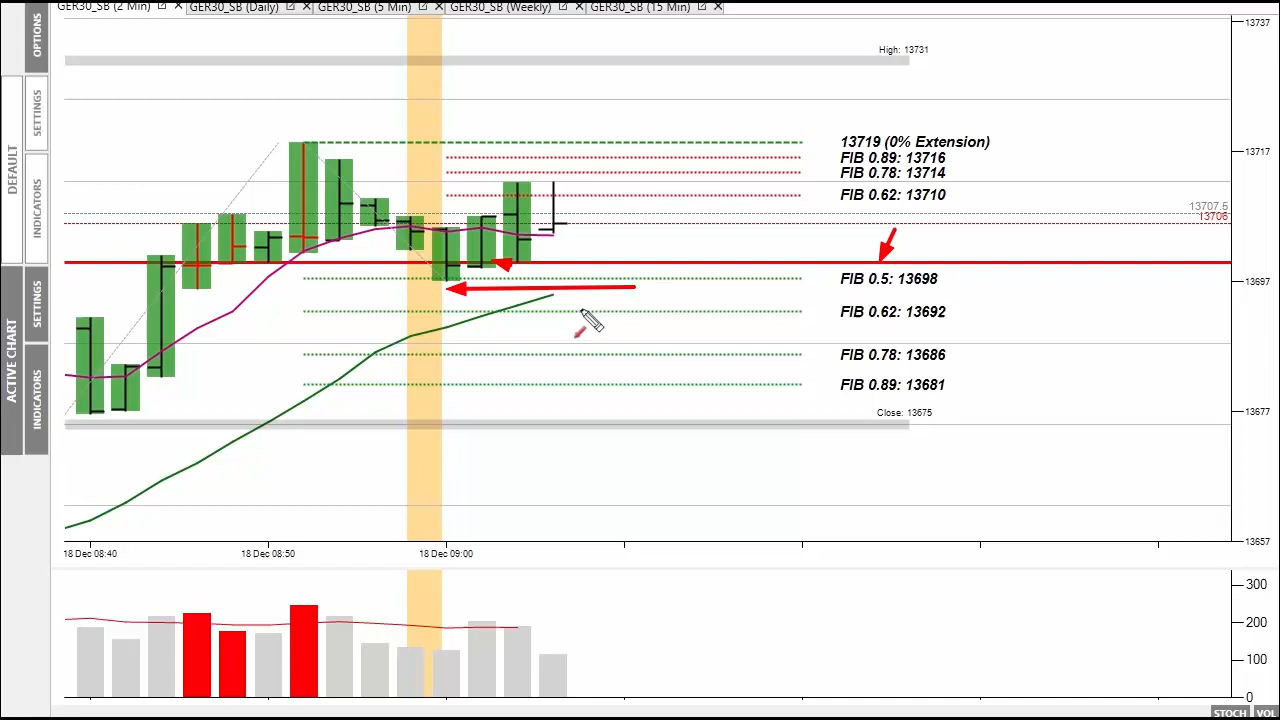 GER30_SB (2 Min)
GER30_SB (Daily)
GER30_SB (5 Min)
GER30_SB (Weekly)
GER30_SB (15 Min)
OPTIONS
SETTINGS
DEFAULT
INDICATORS
SETTINGS
ACTIVE CHART
INDICATORS
High: 13731
13719 (0% Extension)
FIB 0.89: 13716
FIB 0.78: 13714
FIB 0.62: 13710
FIB 0.5: 13698
FIB 0.62: 13692
FIB 0.78: 13686
FIB 0.89: 13681
Close: 13675
13737
13717
13707.5
13706
13697
13677
13657
18 Dec 08:40
18 Dec 08:50
18 Dec 09:00
300
200
100
0
STOCH
VOL